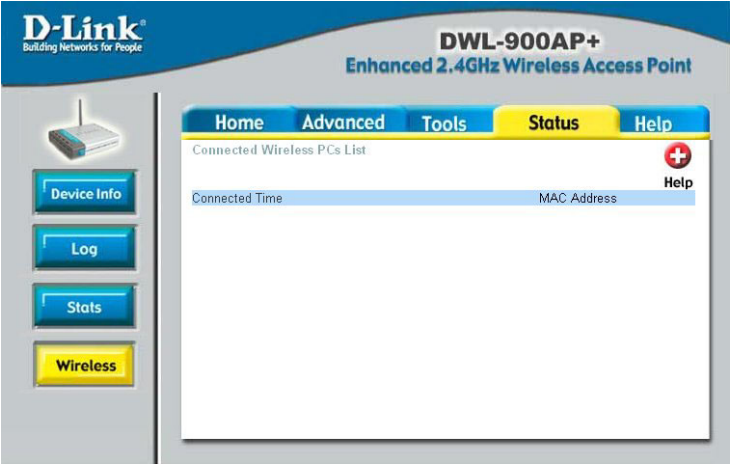 D-Link®
Building Networks for People
DWL-900AP+
Enhanced 2.4GHz Wireless Access Point
Home Advanced Tools Status Help
Connected Wireless PCs List
Help
Connected Time MAC Address
Device Info
Log
Stats
Wireless